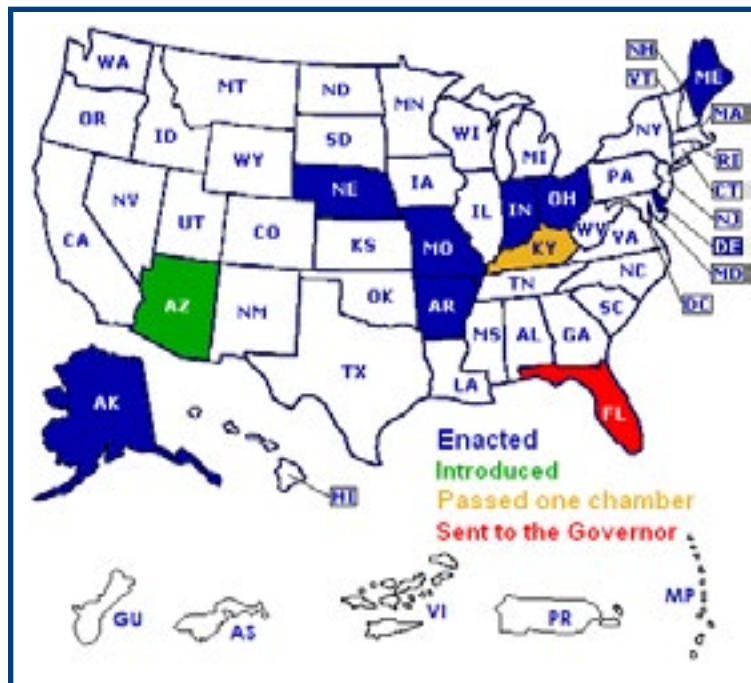 NH
WA
VT
ME
MT
ND
MN
MA
OR
ID
SD
WI
NY
WY
MI
RI
IA
PA
CT
NE
NV
IL
IN
OH
NJ
UT
DE
CA
CO
WV
KS
MO
VA
KY
MD
NC
TN
DC
OK
AZ
NM
AR
SC
MS
AL
GA
TX
LA
AK
FL
Enacted
Introduced
HI
Passed one chamber
Sent to the Governor
MP
GU
AS
VI
PR